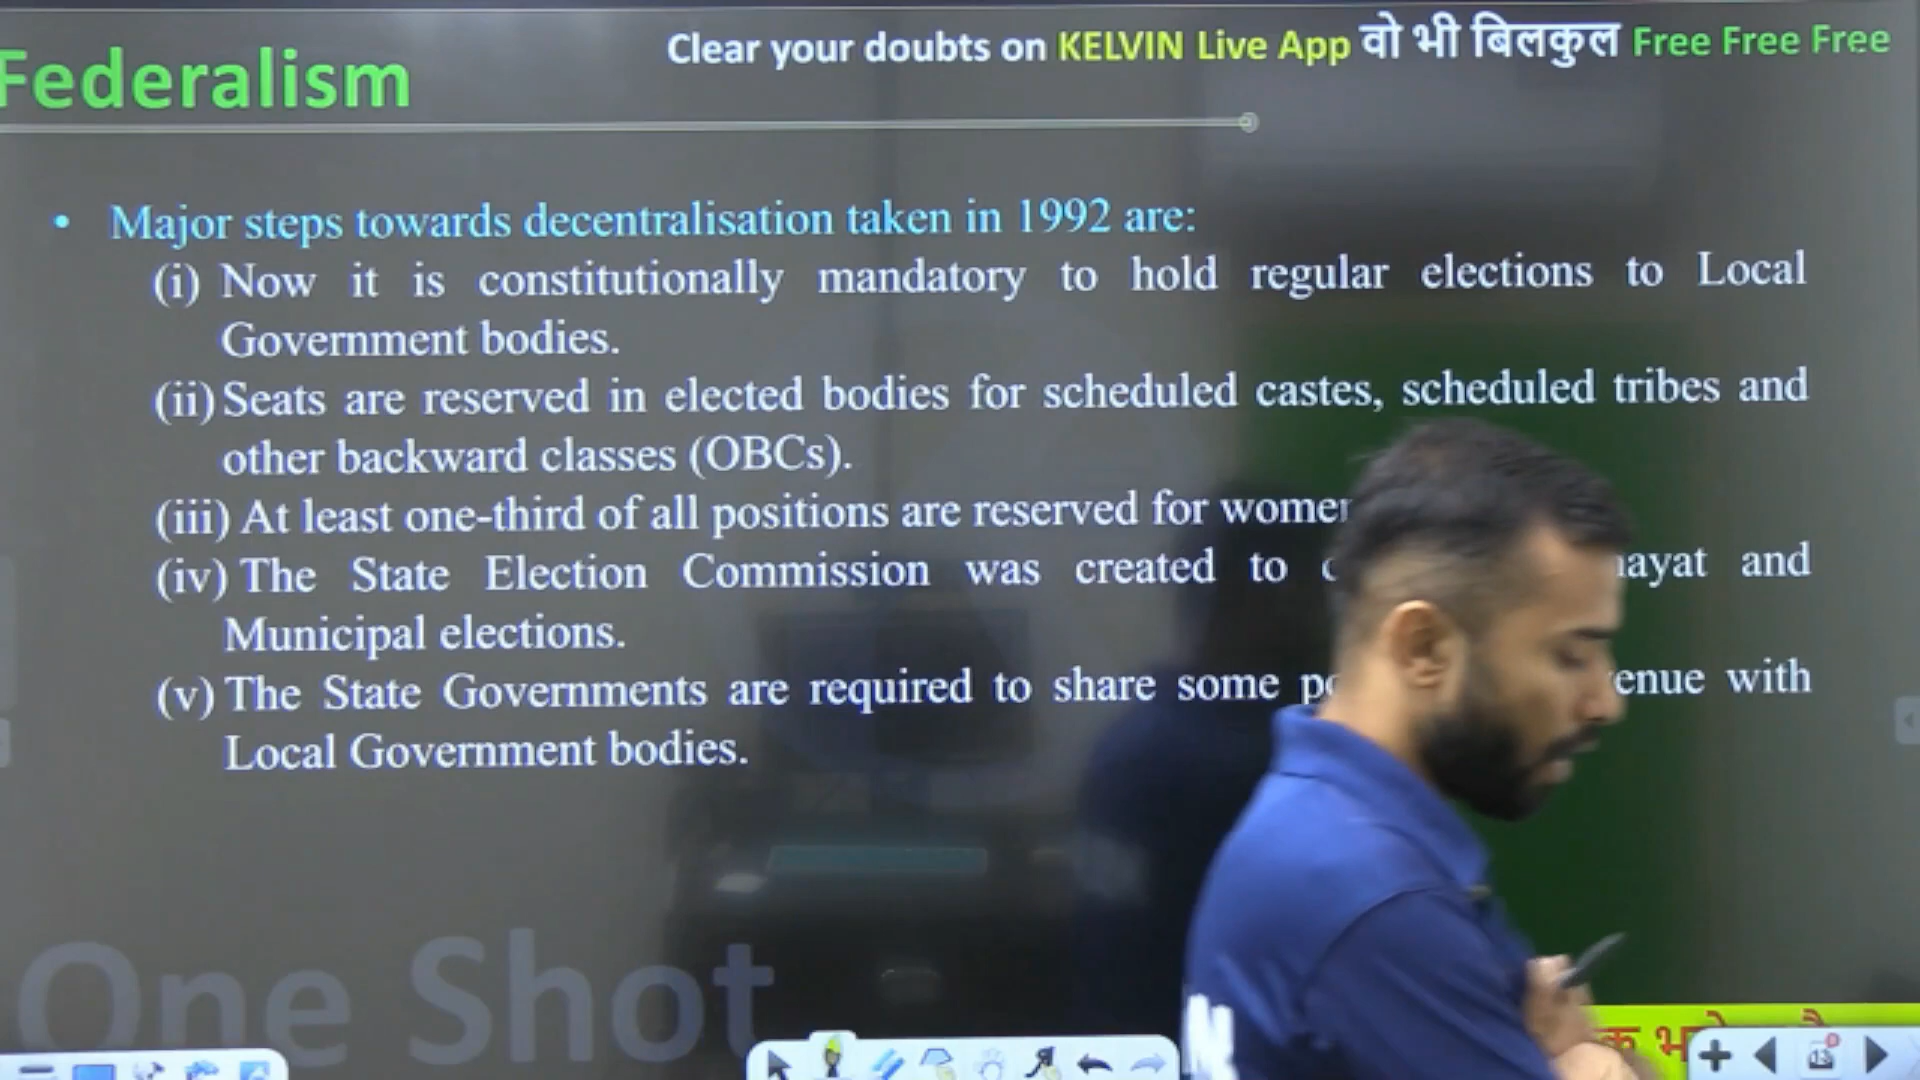 Federalism
Clear your doubts on KELVIN Live App वो भी बिलकुल Free Free Free
• Major steps towards decentralisation taken in 1992 are:
(i) Now it is constitutionally mandatory to hold regular elections to Local
Government bodies.
(ii) Seats are reserved in elected bodies for scheduled castes, scheduled tribes and
other backward classes (OBCs).
(iii) At least one-third of all positions are reserved for women
(iv) The State Election Commission was created to and
Municipal elections.
(v) The State Governments are required to share some with
Local Government bodies.
One Shot